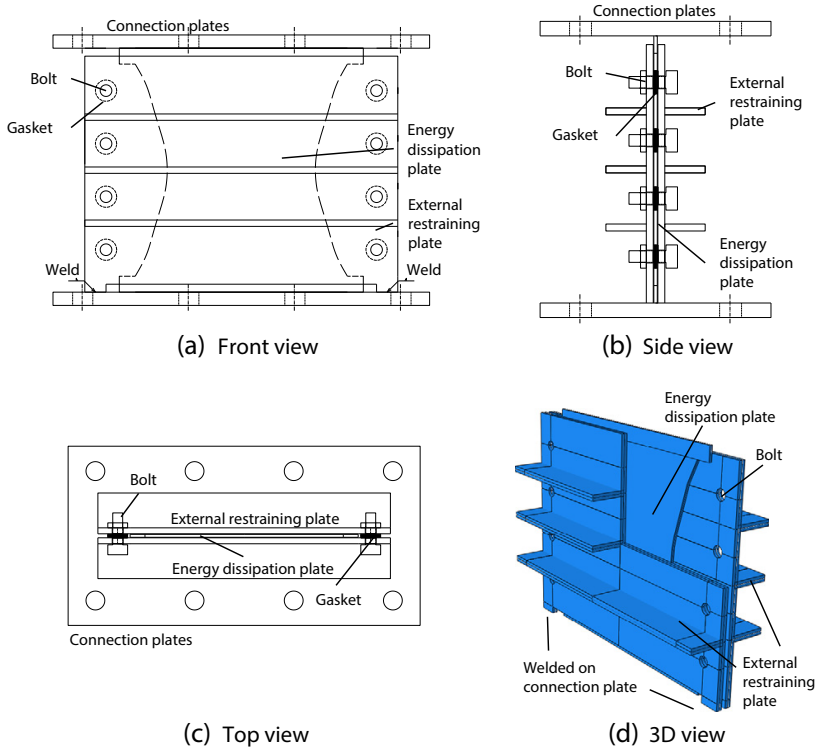 Connection plates
Bolt
Gasket
Energy
dissipation
plate
External
restraining
plate
Weld
Weld
(a) Front view
Connection plates
Bolt
External
restraining
plate
Gasket
Energy
dissipation
plate
(b) Side view
Bolt
External restraining plate
Energy dissipation plate
Gasket
Connection plates
(c) Top view
Energy
dissipation plate
Bolt
Welded on
connection plate
External
restraining
plate
(d) 3D view